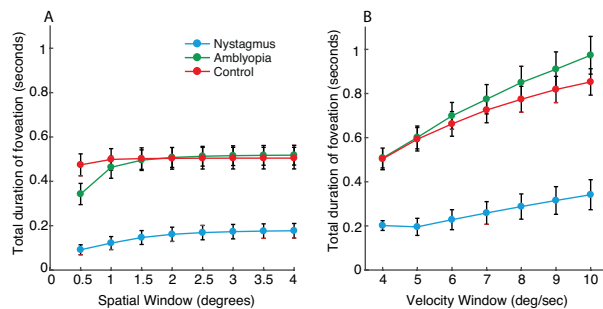 A
B
Nystagmus
Amblyopia
Control
Total duration of foveation (seconds)
1
0.8
0.6
0.4
0.2
0
0.5 1 1.5 2 2.5 3 3.5 4
Spatial Window (degrees)
Total duration of foveation (seconds)
1
0.8
0.6
0.4
0.2
0
4 5 6 7 8 9 10
Velocity Window (deg/sec)